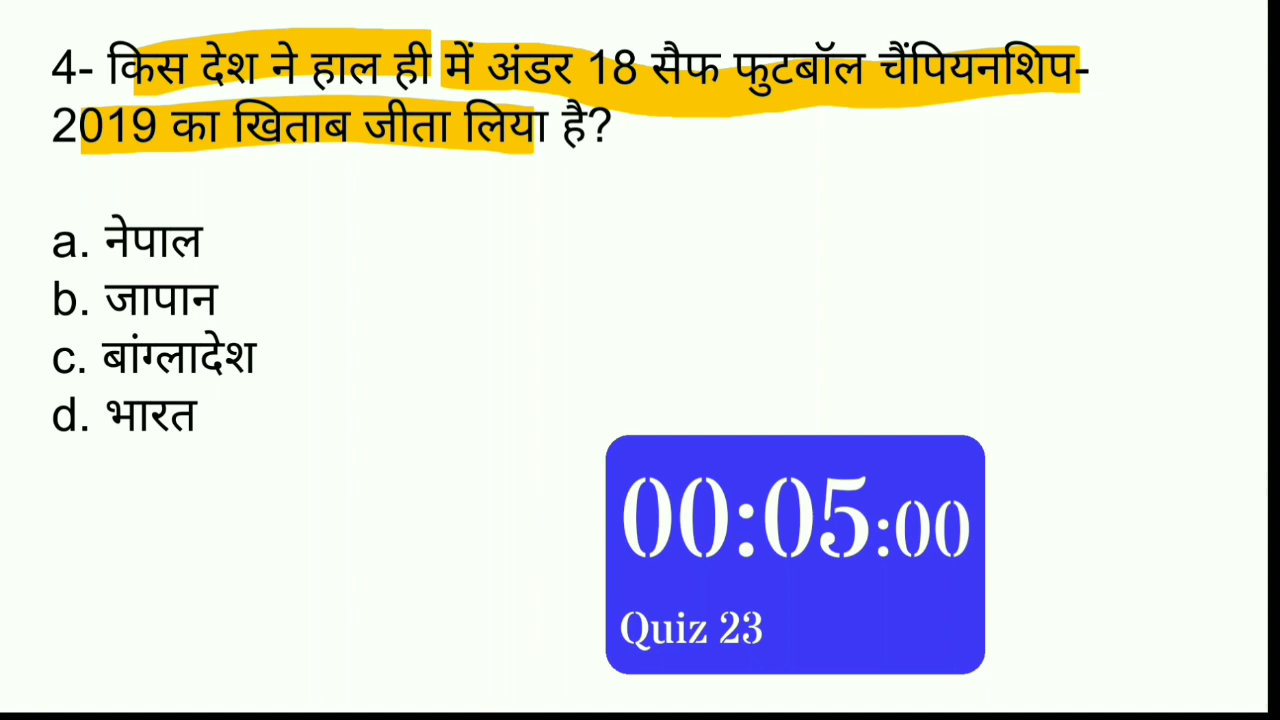 4- किस देश ने हाल ही में अंडर 18 सैफ फुटबॉल चैंपियनशिप-
2019 का खिताब जीता लिया है?
a. नेपाल
b. जापान
c. बांग्लादेश
d. भारत
00:05:00
Quiz 23